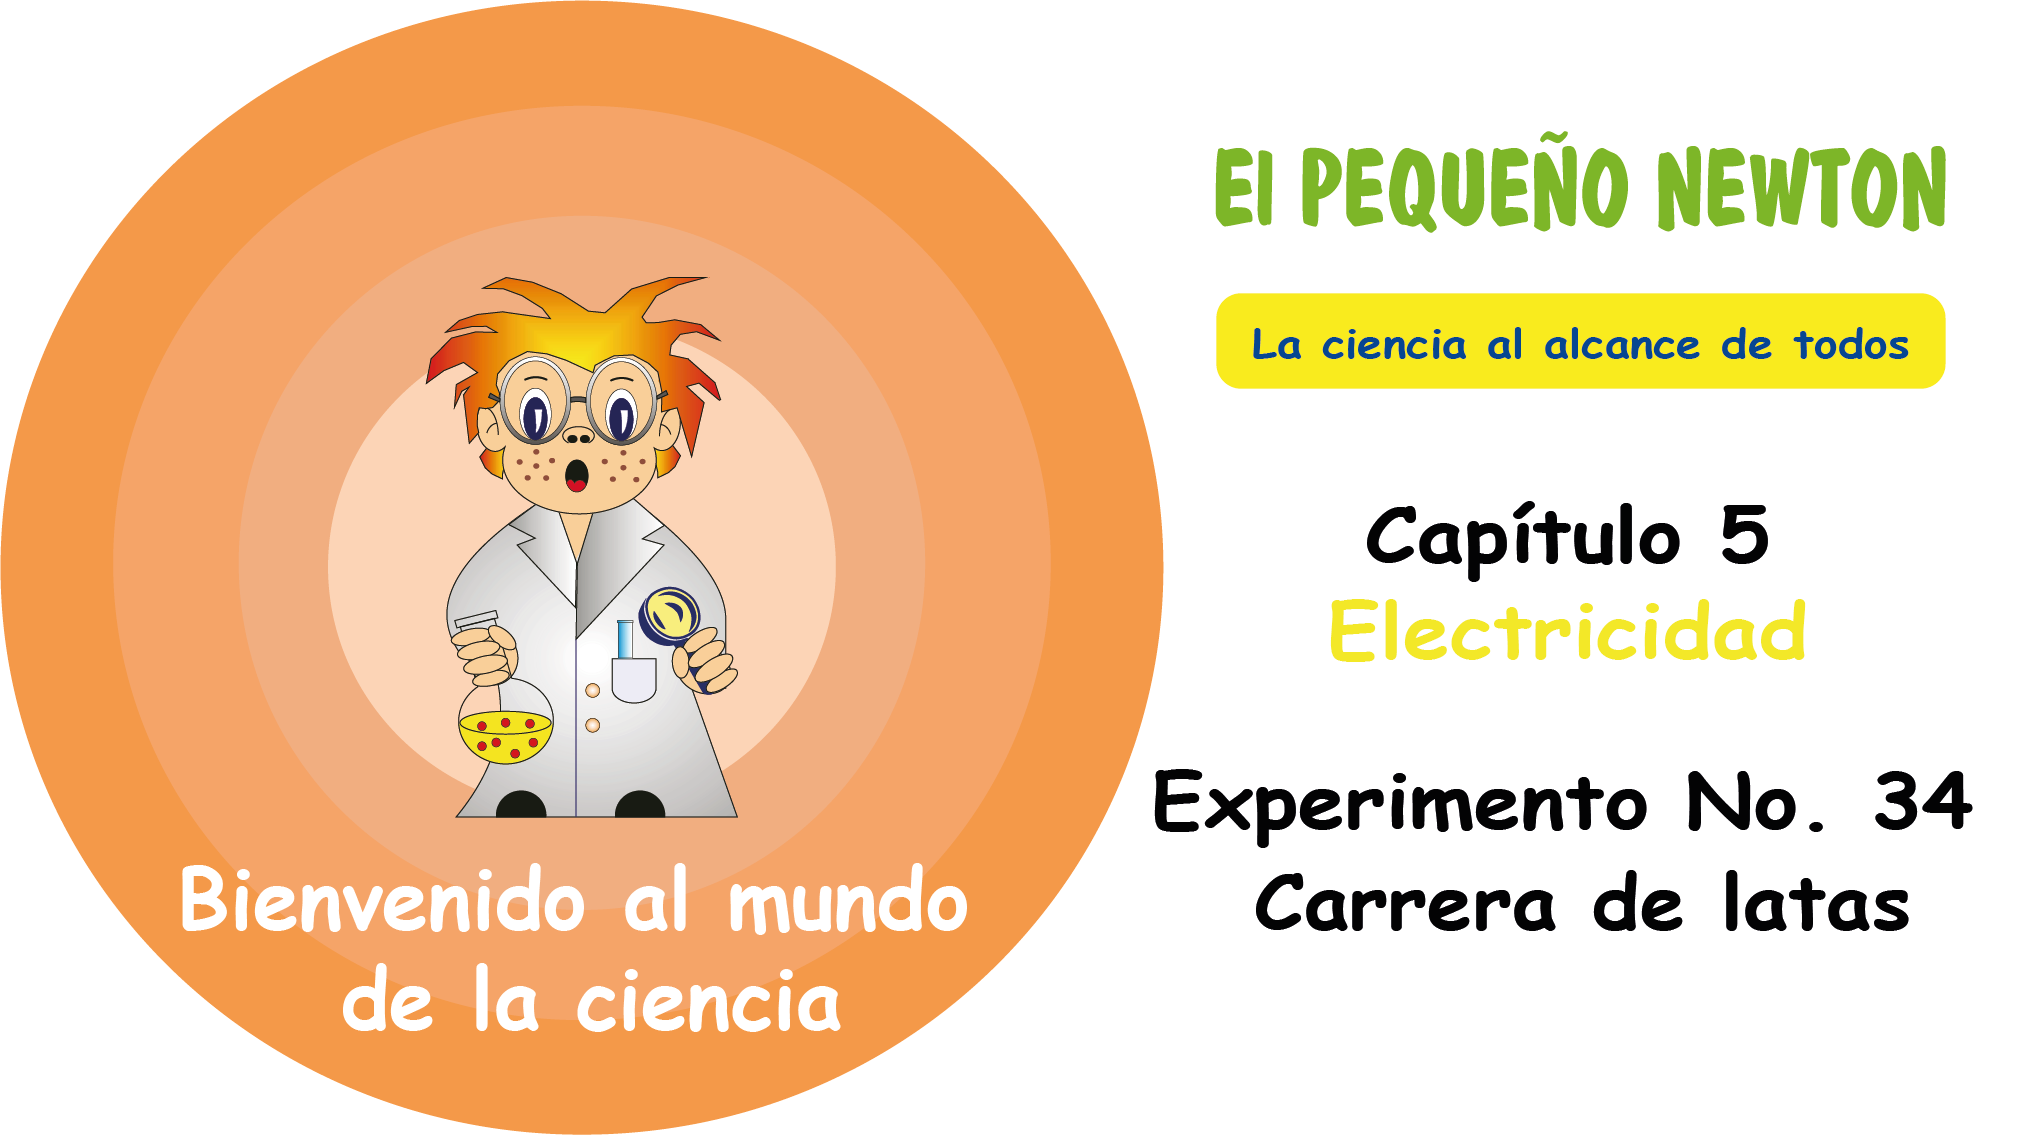 El PEQUEÑO NEWTON
La ciencia al alcance de todos
Capítulo 5
Electricidad
Experimento No. 34
Carrera de latas
Bienvenido al mundo
de la ciencia